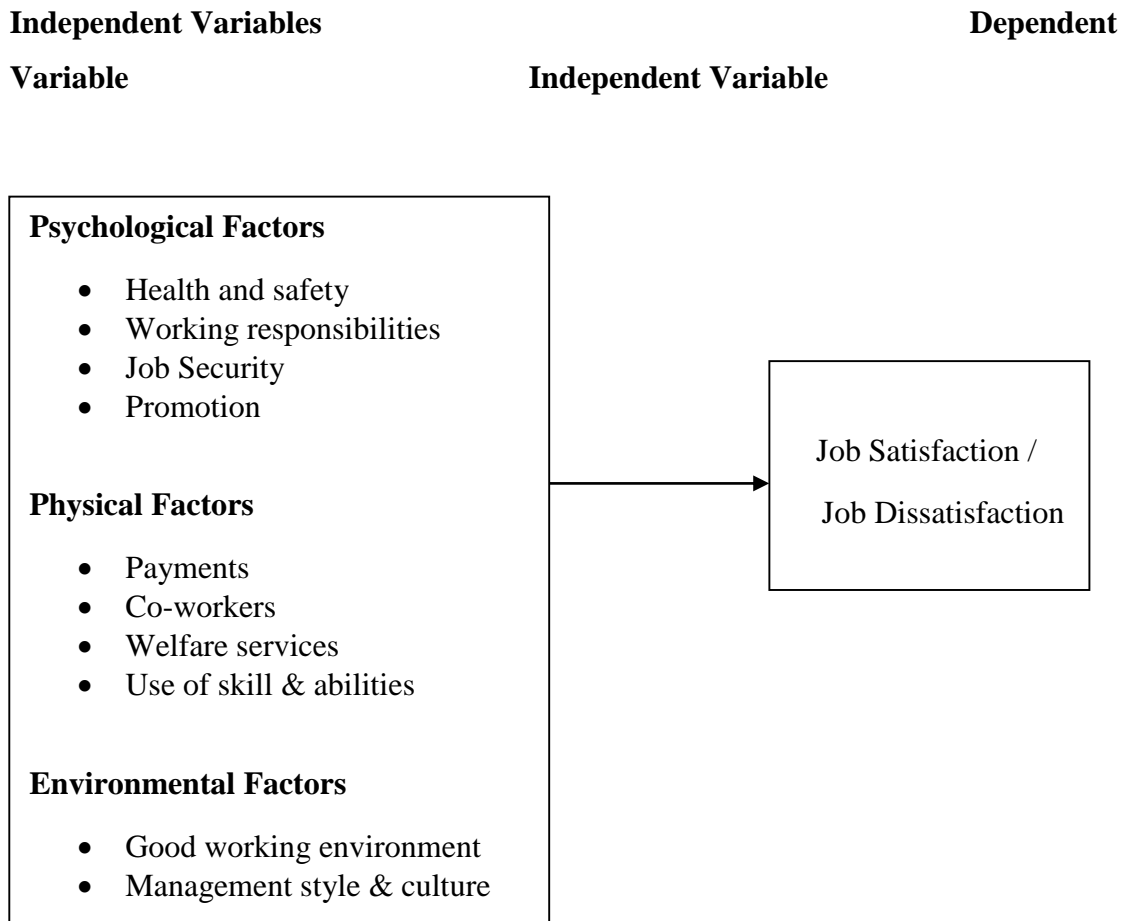 Independent Variables Dependent
Variable Independent Variable
Psychological Factors
• Health and safety
• Working responsibilities
• Job Security
• Promotion
Physical Factors
• Payments
• Co-workers
• Welfare services
• Use of skill & abilities
Environmental Factors
• Good working environment
• Management style & culture
Job Satisfaction /
Job Dissatisfaction